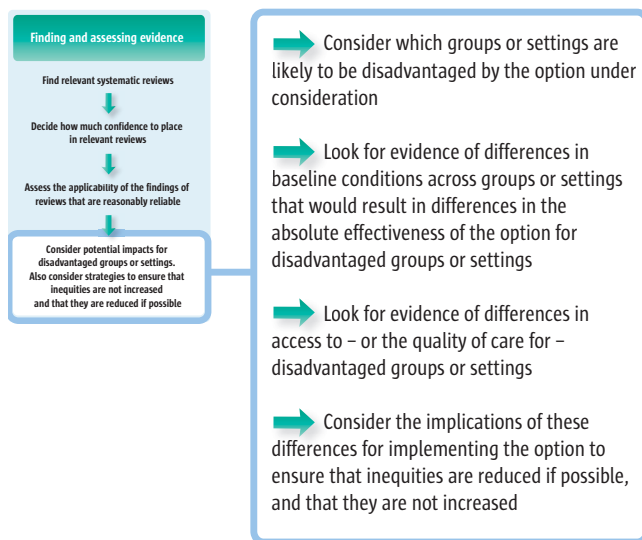 Finding and assessing evidence
Find relevant systematic reviews
Decide how much confidence to place
in relevant reviews
Assess the applicability of the findings of
reviews that are reasonably reliable
Consider potential impacts for
disadvantaged groups or settings.
Also consider strategies to ensure that
inequities are not increased
and that they are reduced if possible
Consider which groups or settings are
likely to be disadvantaged by the option under
consideration
Look for evidence of differences in
baseline conditions across groups or settings
that would result in differences in the
absolute effectiveness of the option for
disadvantaged groups or settings
Look for evidence of differences in
access to – or the quality of care for –
disadvantaged groups or settings
Consider the implications of these
differences for implementing the option to
ensure that inequities are reduced if possible,
and that they are not increased